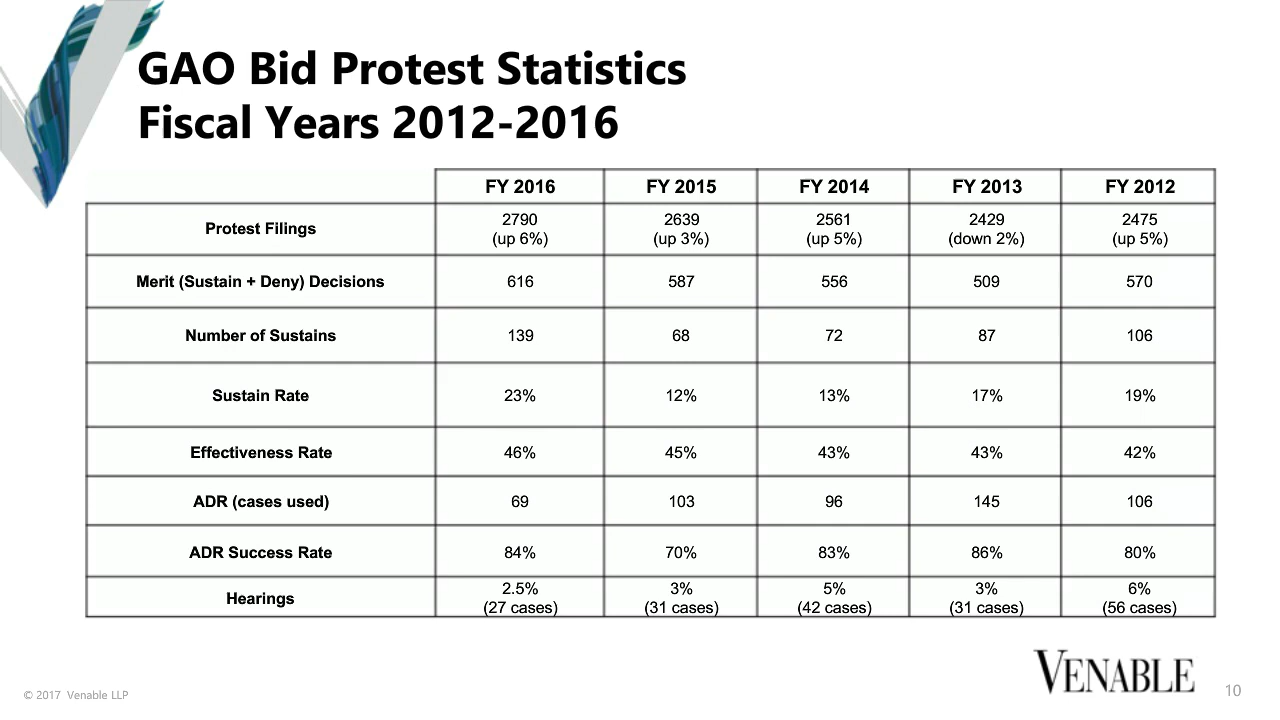 GAO Bid Protest Statistics
Fiscal Years 2012-2016
FY 2016 FY 2015 FY 2014 FY 2013 FY 2012
Protest Filings 2790 (up 6%) 2639 (up 3%) 2561 (up 5%) 2429 (down 2%) 2475 (up 5%)
Merit (Sustain + Deny) Decisions 616 587 556 509 570
Number of Sustains 139 68 72 87 106
Sustain Rate 23% 12% 13% 17% 19%
Effectiveness Rate 46% 45% 43% 43% 42%
ADR (cases used) 69 103 96 145 106
ADR Success Rate 84% 70% 83% 86% 80%
Hearings 2.5% (27 cases) 3% (31 cases) 5% (42 cases) 3% (31 cases) 6% (56 cases)
© 2017 Venable LLP
VENABLE
10